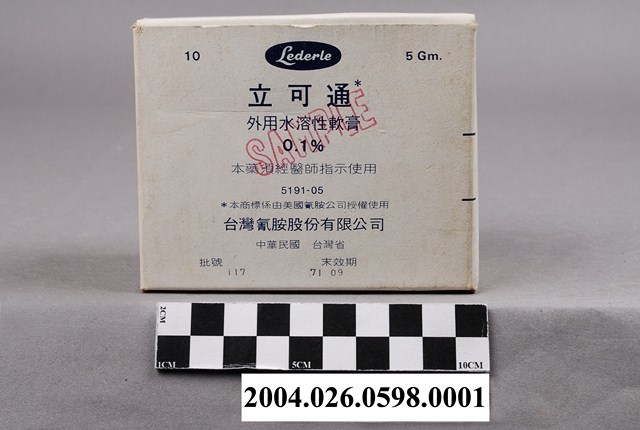 10 Lederle 5 Gm.
立可通*
外用水溶性軟膏
0.1%
SAMPLE
本藥須經醫師指示使用
5191-05
*本商標係由美國氰胺公司授權使用
台灣氰胺股份有限公司
中華民國 台灣省
批號 末效期
117 71 09
2CM
1CM 5CM 10CM
2004.026.0598.0001